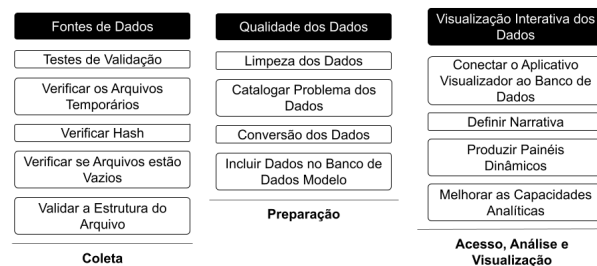 Fontes de Dados
Testes de Validação
Verificar os Arquivos
Temporários
Verificar Hash
Verificar se Arquivos estão
Vazios
Validar a Estrutura do
Arquivo
Coleta
Qualidade dos Dados
Limpeza dos Dados
Catalogar Problema dos
Dados
Conversão dos Dados
Incluir Dados no Banco de
Dados Modelo
Preparação
Visualização Interativa dos
Dados
Conectar o Aplicativo
Visualizador ao Banco de
Dados
Definir Narrativa
Produzir Painéis
Dinâmicos
Melhorar as Capacidades
Analíticas
Acesso, Análise e
Visualização